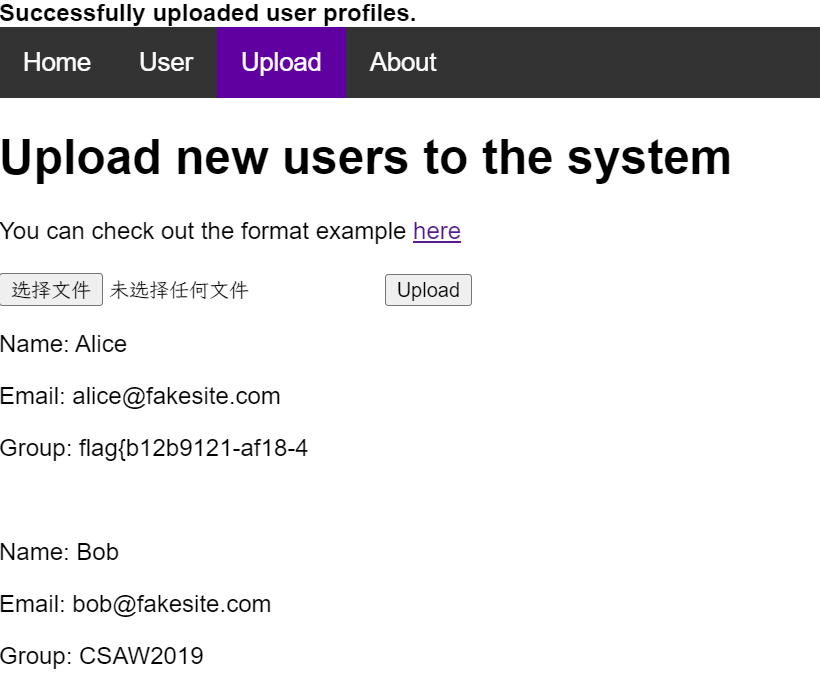 Successfully uploaded user profiles.
Home User Upload About
Upload new users to the system
You can check out the format example here
选择文件 未选择任何文件 Upload
Name: Alice
Email: alice@fakesite.com
Group: flag{b12b9121-af18-4
Name: Bob
Email: bob@fakesite.com
Group: CSAW2019